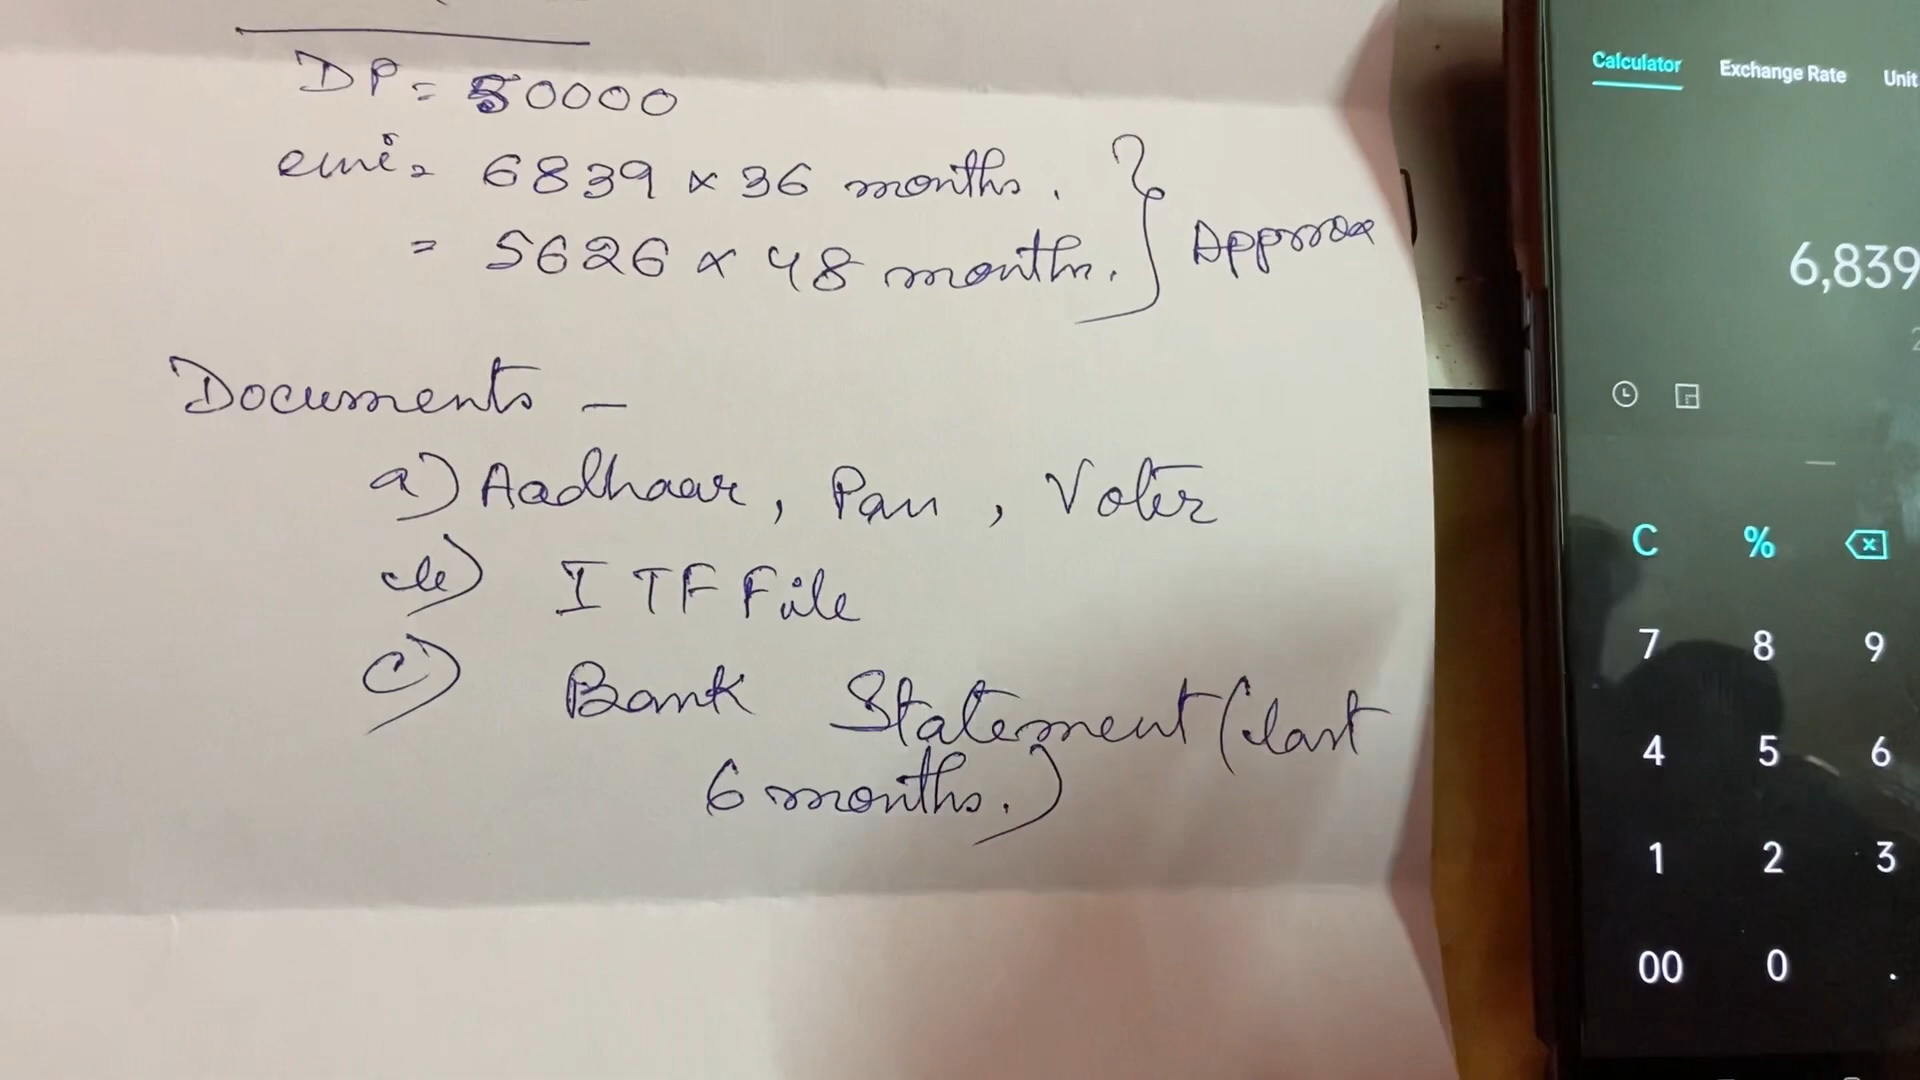 DP = 50000
emi = 6839 x 36 months.
= 5626 x 48 months.
Approx
Documents -
a) Aadhaar, Pan, Voter
b) ITF File
c) Bank Statement (last
6 months.)
Calculator Exchange Rate Unit
6,839
C %
7 8 9
4 5 6
1 2 3
00 0 .